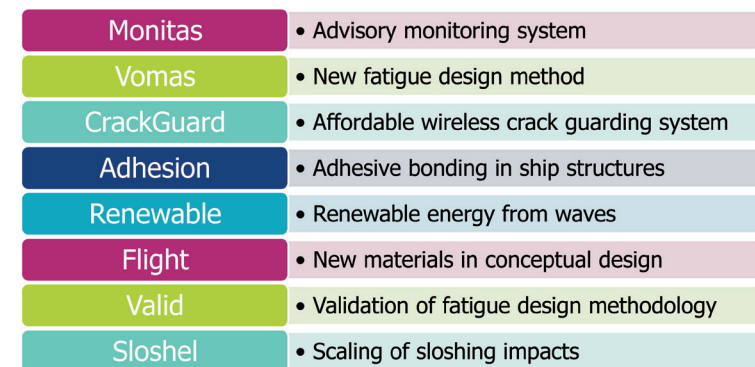 Monitas • Advisory monitoring system
Vomas • New fatigue design method
CrackGuard • Affordable wireless crack guarding system
Adhesion • Adhesive bonding in ship structures
Renewable • Renewable energy from waves
Flight • New materials in conceptual design
Valid • Validation of fatigue design methodology
Sloshel • Scaling of sloshing impacts